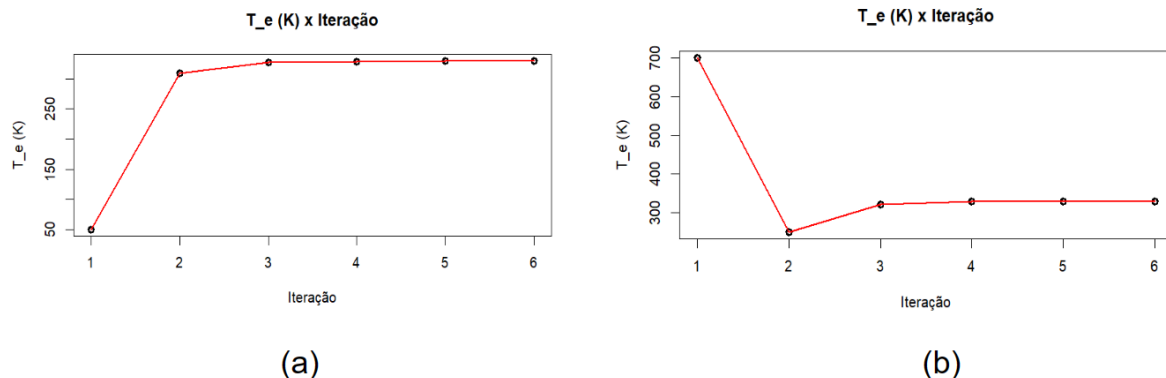 T_e (K) x Iteração
T_e (K)
50
150
250
1 2 3 4 5 6
Iteração
(a)
T_e (K) x Iteração
T_e (K)
300 400 500 600 700
1 2 3 4 5 6
Iteração
(b)